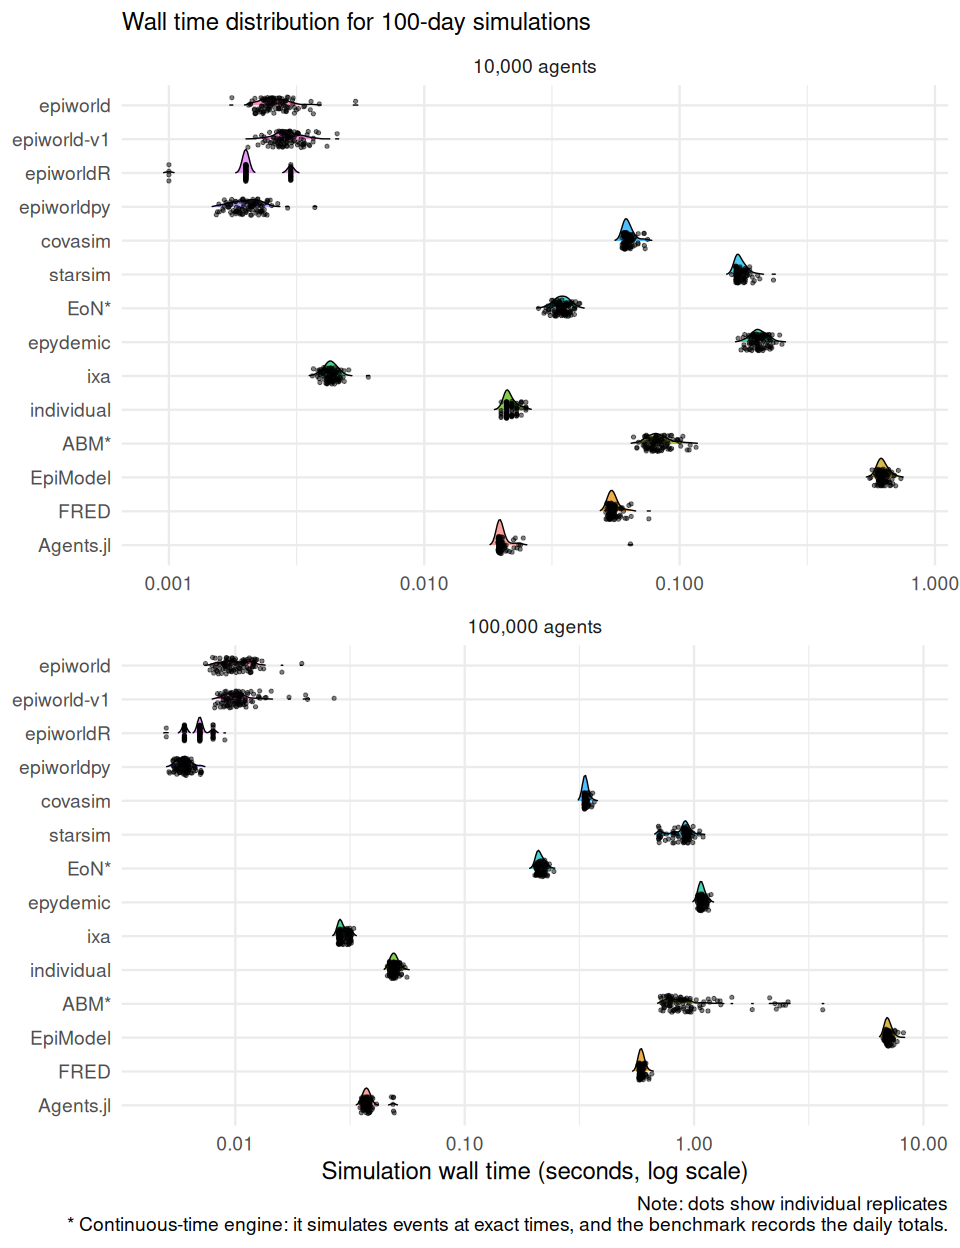 Wall time distribution for 100-day simulations
10,000 agents
epiworld
epiworld-v1
epiworldR
epiworldpy
covasim
starsim
EoN*
epydemic
ixa
individual
ABM*
EpiModel
FRED
Agents.jl
0.001 0.010 0.100 1.000
100,000 agents
epiworld
epiworld-v1
epiworldR
epiworldpy
covasim
starsim
EoN*
epydemic
ixa
individual
ABM*
EpiModel
FRED
Agents.jl
0.01 0.10 1.00 10.00
Simulation wall time (seconds, log scale)
Note: dots show individual replicates
* Continuous-time engine: it simulates events at exact times, and the benchmark records the daily totals.